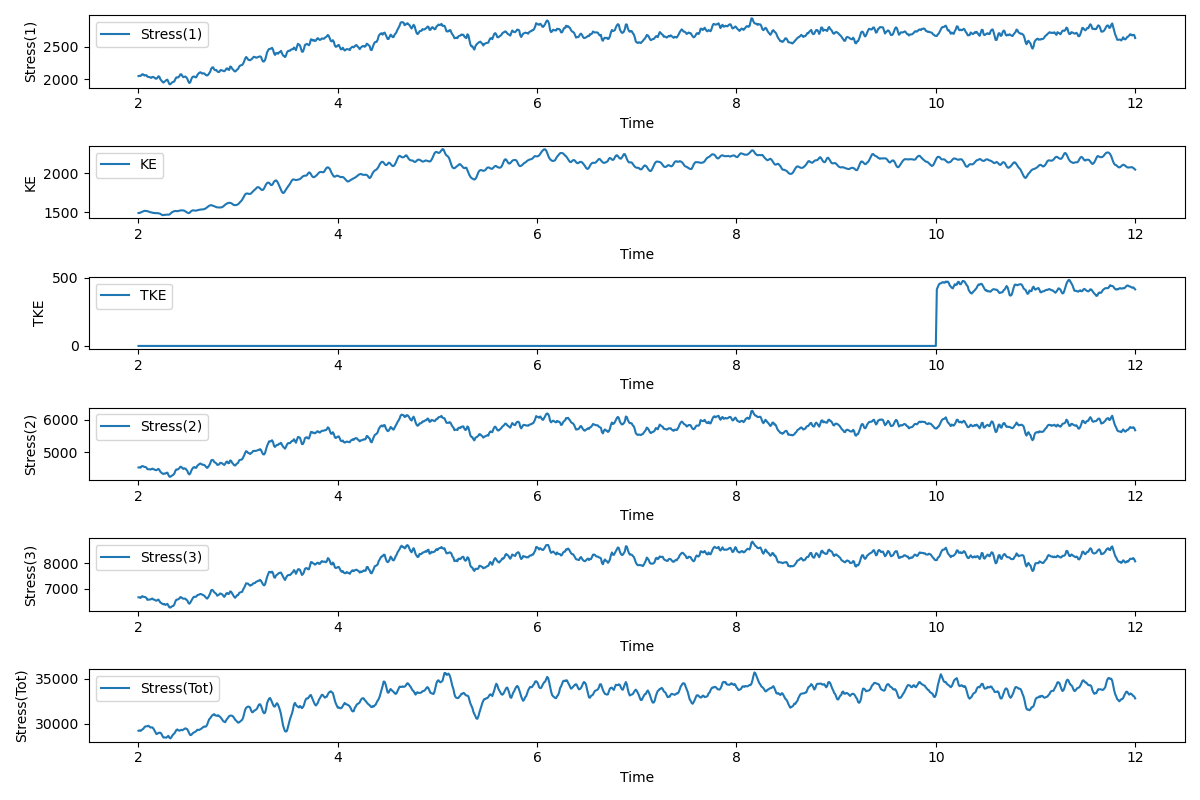 Stress(1)
2500
2000
Stress(1)
2 4 6 8 10 12
Time
KE
2000
1500
KE
2 4 6 8 10 12
Time
TKE
500
0
TKE
2 4 6 8 10 12
Time
Stress(2)
6000
5000
Stress(2)
2 4 6 8 10 12
Time
Stress(3)
8000
7000
Stress(3)
2 4 6 8 10 12
Time
Stress(Tot)
35000
30000
Stress(Tot)
2 4 6 8 10 12
Time